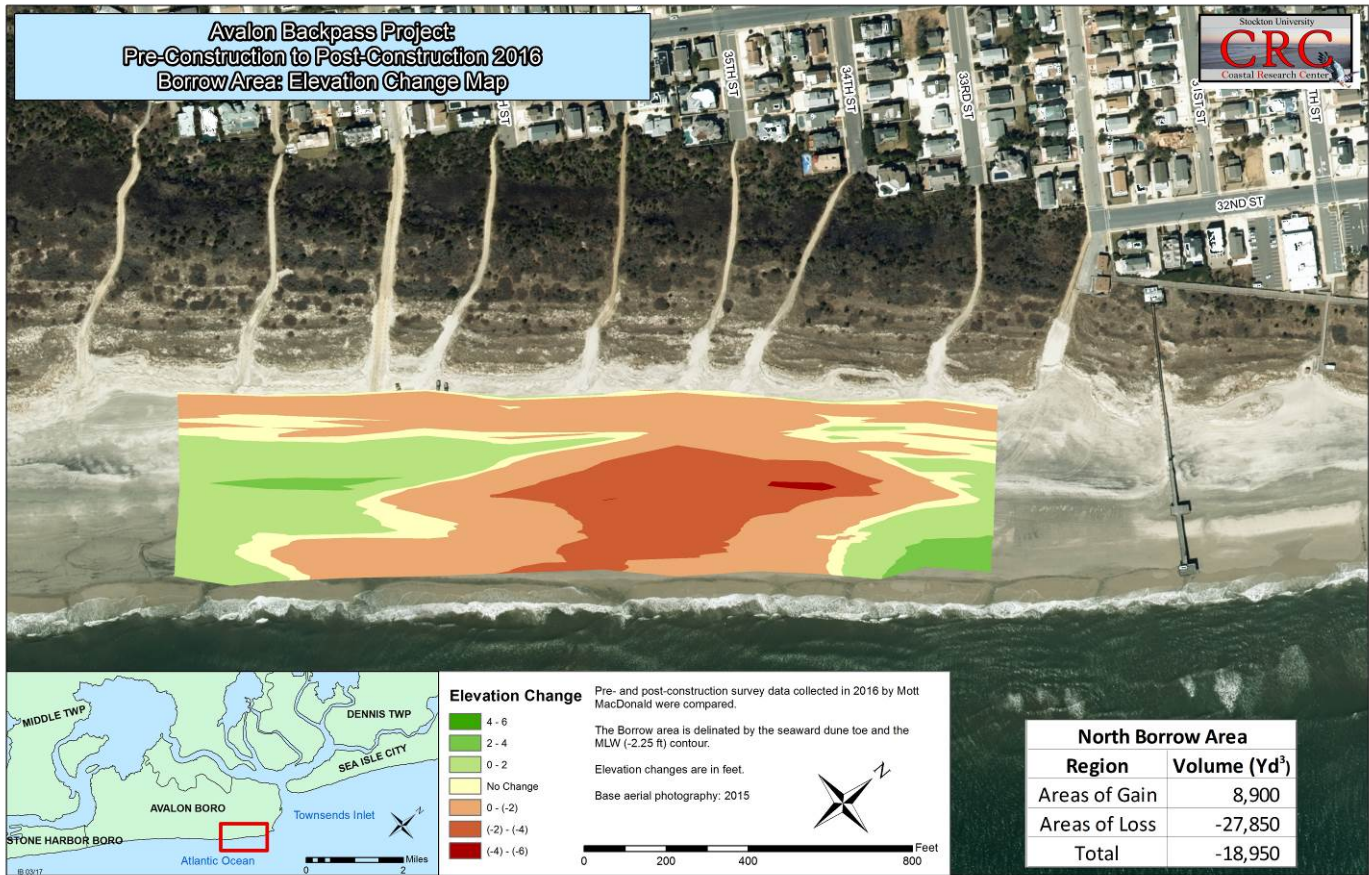 Avalon Backpass Project:
Pre-Construction to Post-Construction 2016
Borrow Area: Elevation Change Map
Stockton University
CRC
Coastal Research Center
35TH ST
34TH ST
33RD ST
32ND ST
MIDDLE TWP
DENNIS TWP
SEA ISLE CITY
AVALON BORO
Townsends Inlet
STONE HARBOR BORO
Atlantic Ocean
N
Miles
0 2
IB 03/17
Elevation Change
4 - 6
2 - 4
0 - 2
No Change
0 - (-2)
(-2) - (-4)
(-4) - (-6)
Pre- and post-construction survey data collected in 2016 by Mott
MacDonald were compared.
The Borrow area is delinated by the seaward dune toe and the
MLW (-2.25 ft) contour.
Elevation changes are in feet.
Base aerial photography: 2015
N
Feet
0 200 400 800
North Borrow Area
Region Volume (Yd³)
Areas of Gain 8,900
Areas of Loss -27,850
Total -18,950